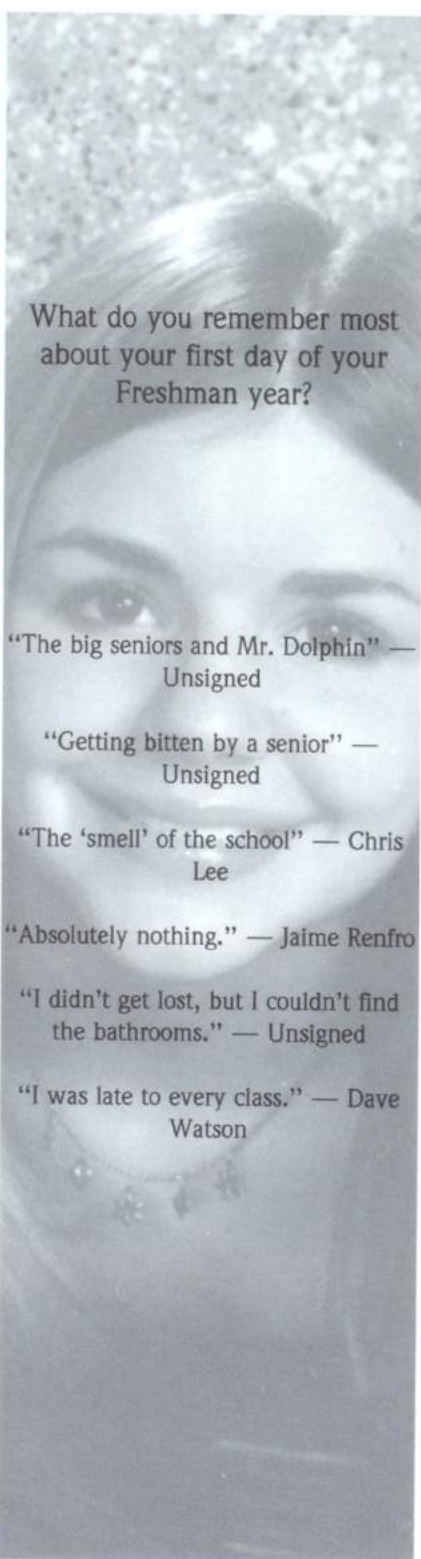 What do you remember most
about your first day of your
Freshman year?
“The big seniors and Mr. Dolphin” —
Unsigned
“Getting bitten by a senior” —
Unsigned
“The ‘smell’ of the school” — Chris
Lee
“Absolutely nothing.” — Jaime Renfro
“I didn’t get lost, but I couldn’t find
the bathrooms.” — Unsigned
“I was late to every class.” — Dave
Watson